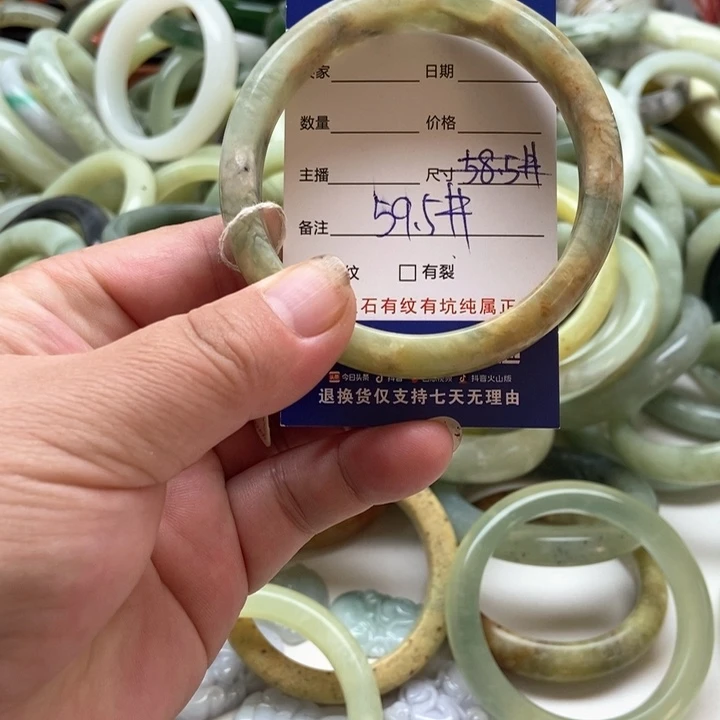 家 日期
数量 价格
主播 尺寸 58.5#
备注 59.5#
纹 □ 有裂
石有纹有坑纯属正
今日头条 抖音 抖音火山版
退换货仅支持七天无理由